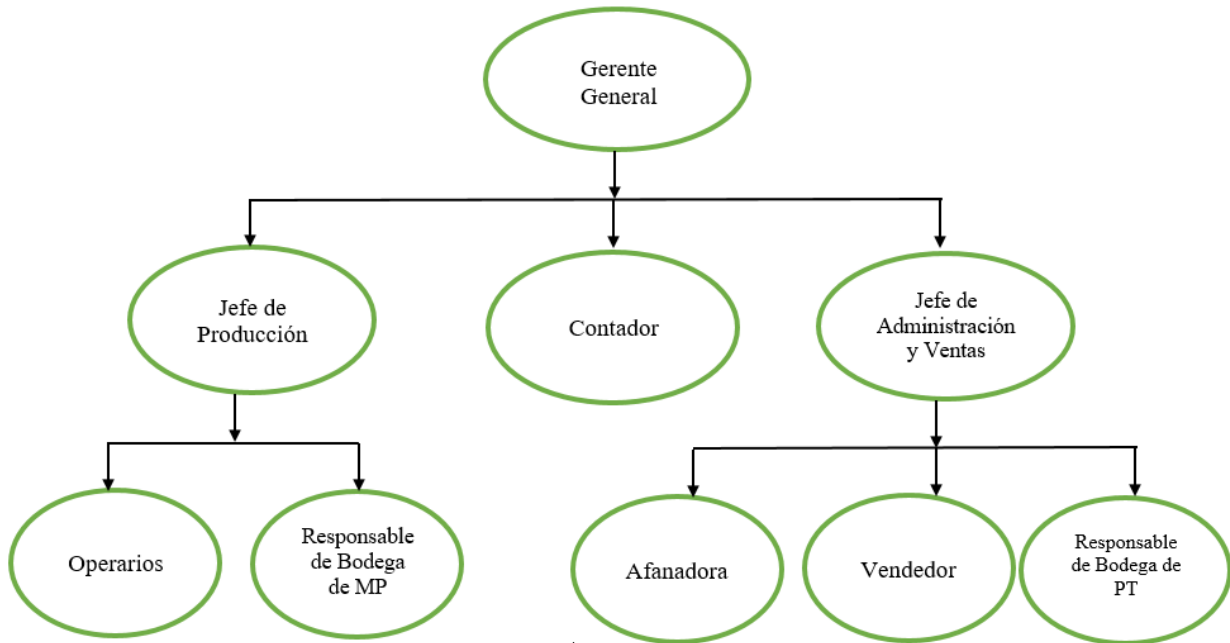 Gerente
General
Jefe de
Producción
Contador
Jefe de
Administración
y Ventas
Operarios
Responsable
de Bodega
de MP
Afanadora
Vendedor
Responsable
de Bodega de
PT